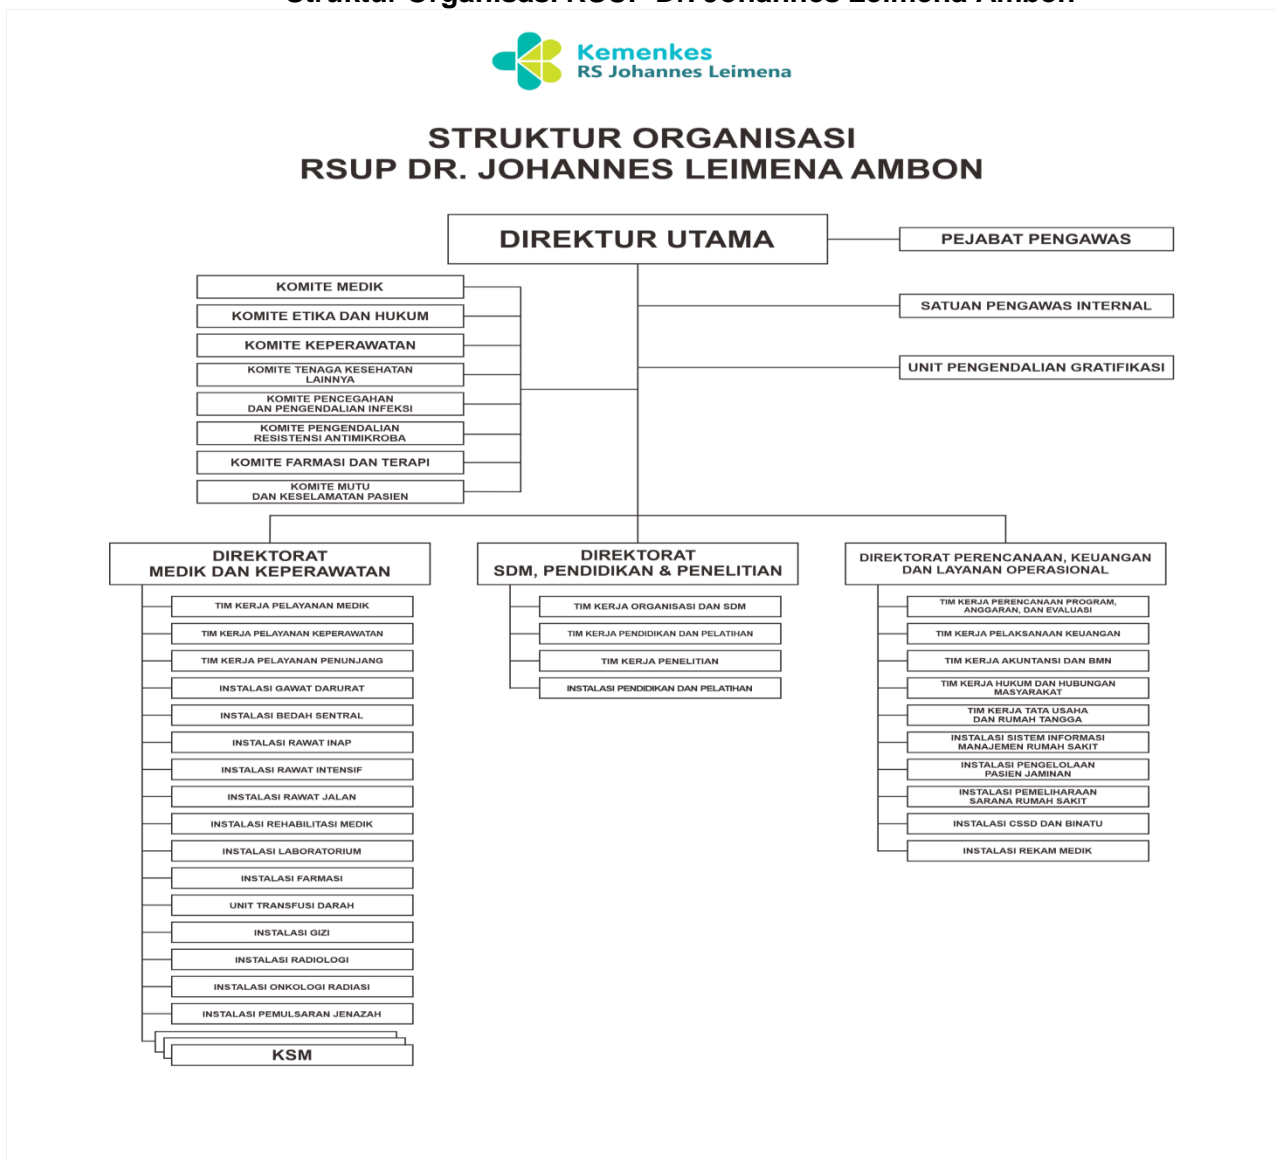 Struktur Organisasi RSUP Dr. Johannes Leimena Ambon
Kemenkes
RS Johannes Leimena
STRUKTUR ORGANISASI
RSUP DR. JOHANNES LEIMENA AMBON
DIREKTUR UTAMA
PEJABAT PENGAWAS
SATUAN PENGAWAS INTERNAL
UNIT PENGENDALIAN GRATIFIKASI
KOMITE MEDIK
KOMITE ETIKA DAN HUKUM
KOMITE KEPERAWATAN
KOMITE TENAGA KESEHATAN
LAINNYA
KOMITE PENCEGAHAN
DAN PENGENDALIAN INFEKSI
KOMITE PENGENDALIAN
RESISTENSI ANTIMIKROBA
KOMITE FARMASI DAN TERAPI
KOMITE MUTU
DAN KESELAMATAN PASIEN
DIREKTORAT
MEDIK DAN KEPERAWATAN
TIM KERJA PELAYANAN MEDIK
TIM KERJA PELAYANAN KEPERAWATAN
TIM KERJA PELAYANAN PENUNJANG
INSTALASI GAWAT DARURAT
INSTALASI BEDAH SENTRAL
INSTALASI RAWAT INAP
INSTALASI RAWAT INTENSIF
INSTALASI RAWAT JALAN
INSTALASI REHABILITASI MEDIK
INSTALASI LABORATORIUM
INSTALASI FARMASI
UNIT TRANSFUSI DARAH
INSTALASI GIZI
INSTALASI RADIOLOGI
INSTALASI ONKOLOGI RADIASI
INSTALASI PEMULSARAN JENAZAH
KSM
DIREKTORAT
SDM, PENDIDIKAN & PENELITIAN
TIM KERJA ORGANISASI DAN SDM
TIM KERJA PENDIDIKAN DAN PELATIHAN
TIM KERJA PENELITIAN
INSTALASI PENDIDIKAN DAN PELATIHAN
DIREKTORAT PERENCANAAN, KEUANGAN
DAN LAYANAN OPERASIONAL
TIM KERJA PERENCANAAN PROGRAM,
ANGGARAN, DAN EVALUASI
TIM KERJA PELAKSANAAN KEUANGAN
TIM KERJA AKUNTANSI DAN BMN
TIM KERJA HUKUM DAN HUBUNGAN
MASYARAKAT
TIM KERJA TATA USAHA
DAN RUMAH TANGGA
INSTALASI SISTEM INFORMASI
MANAJEMEN RUMAH SAKIT
INSTALASI PENGELOLAAN
PASIEN JAMINAN
INSTALASI PEMELIHARAAN
SARANA RUMAH SAKIT
INSTALASI CSSD DAN BINATU
INSTALASI REKAM MEDIK